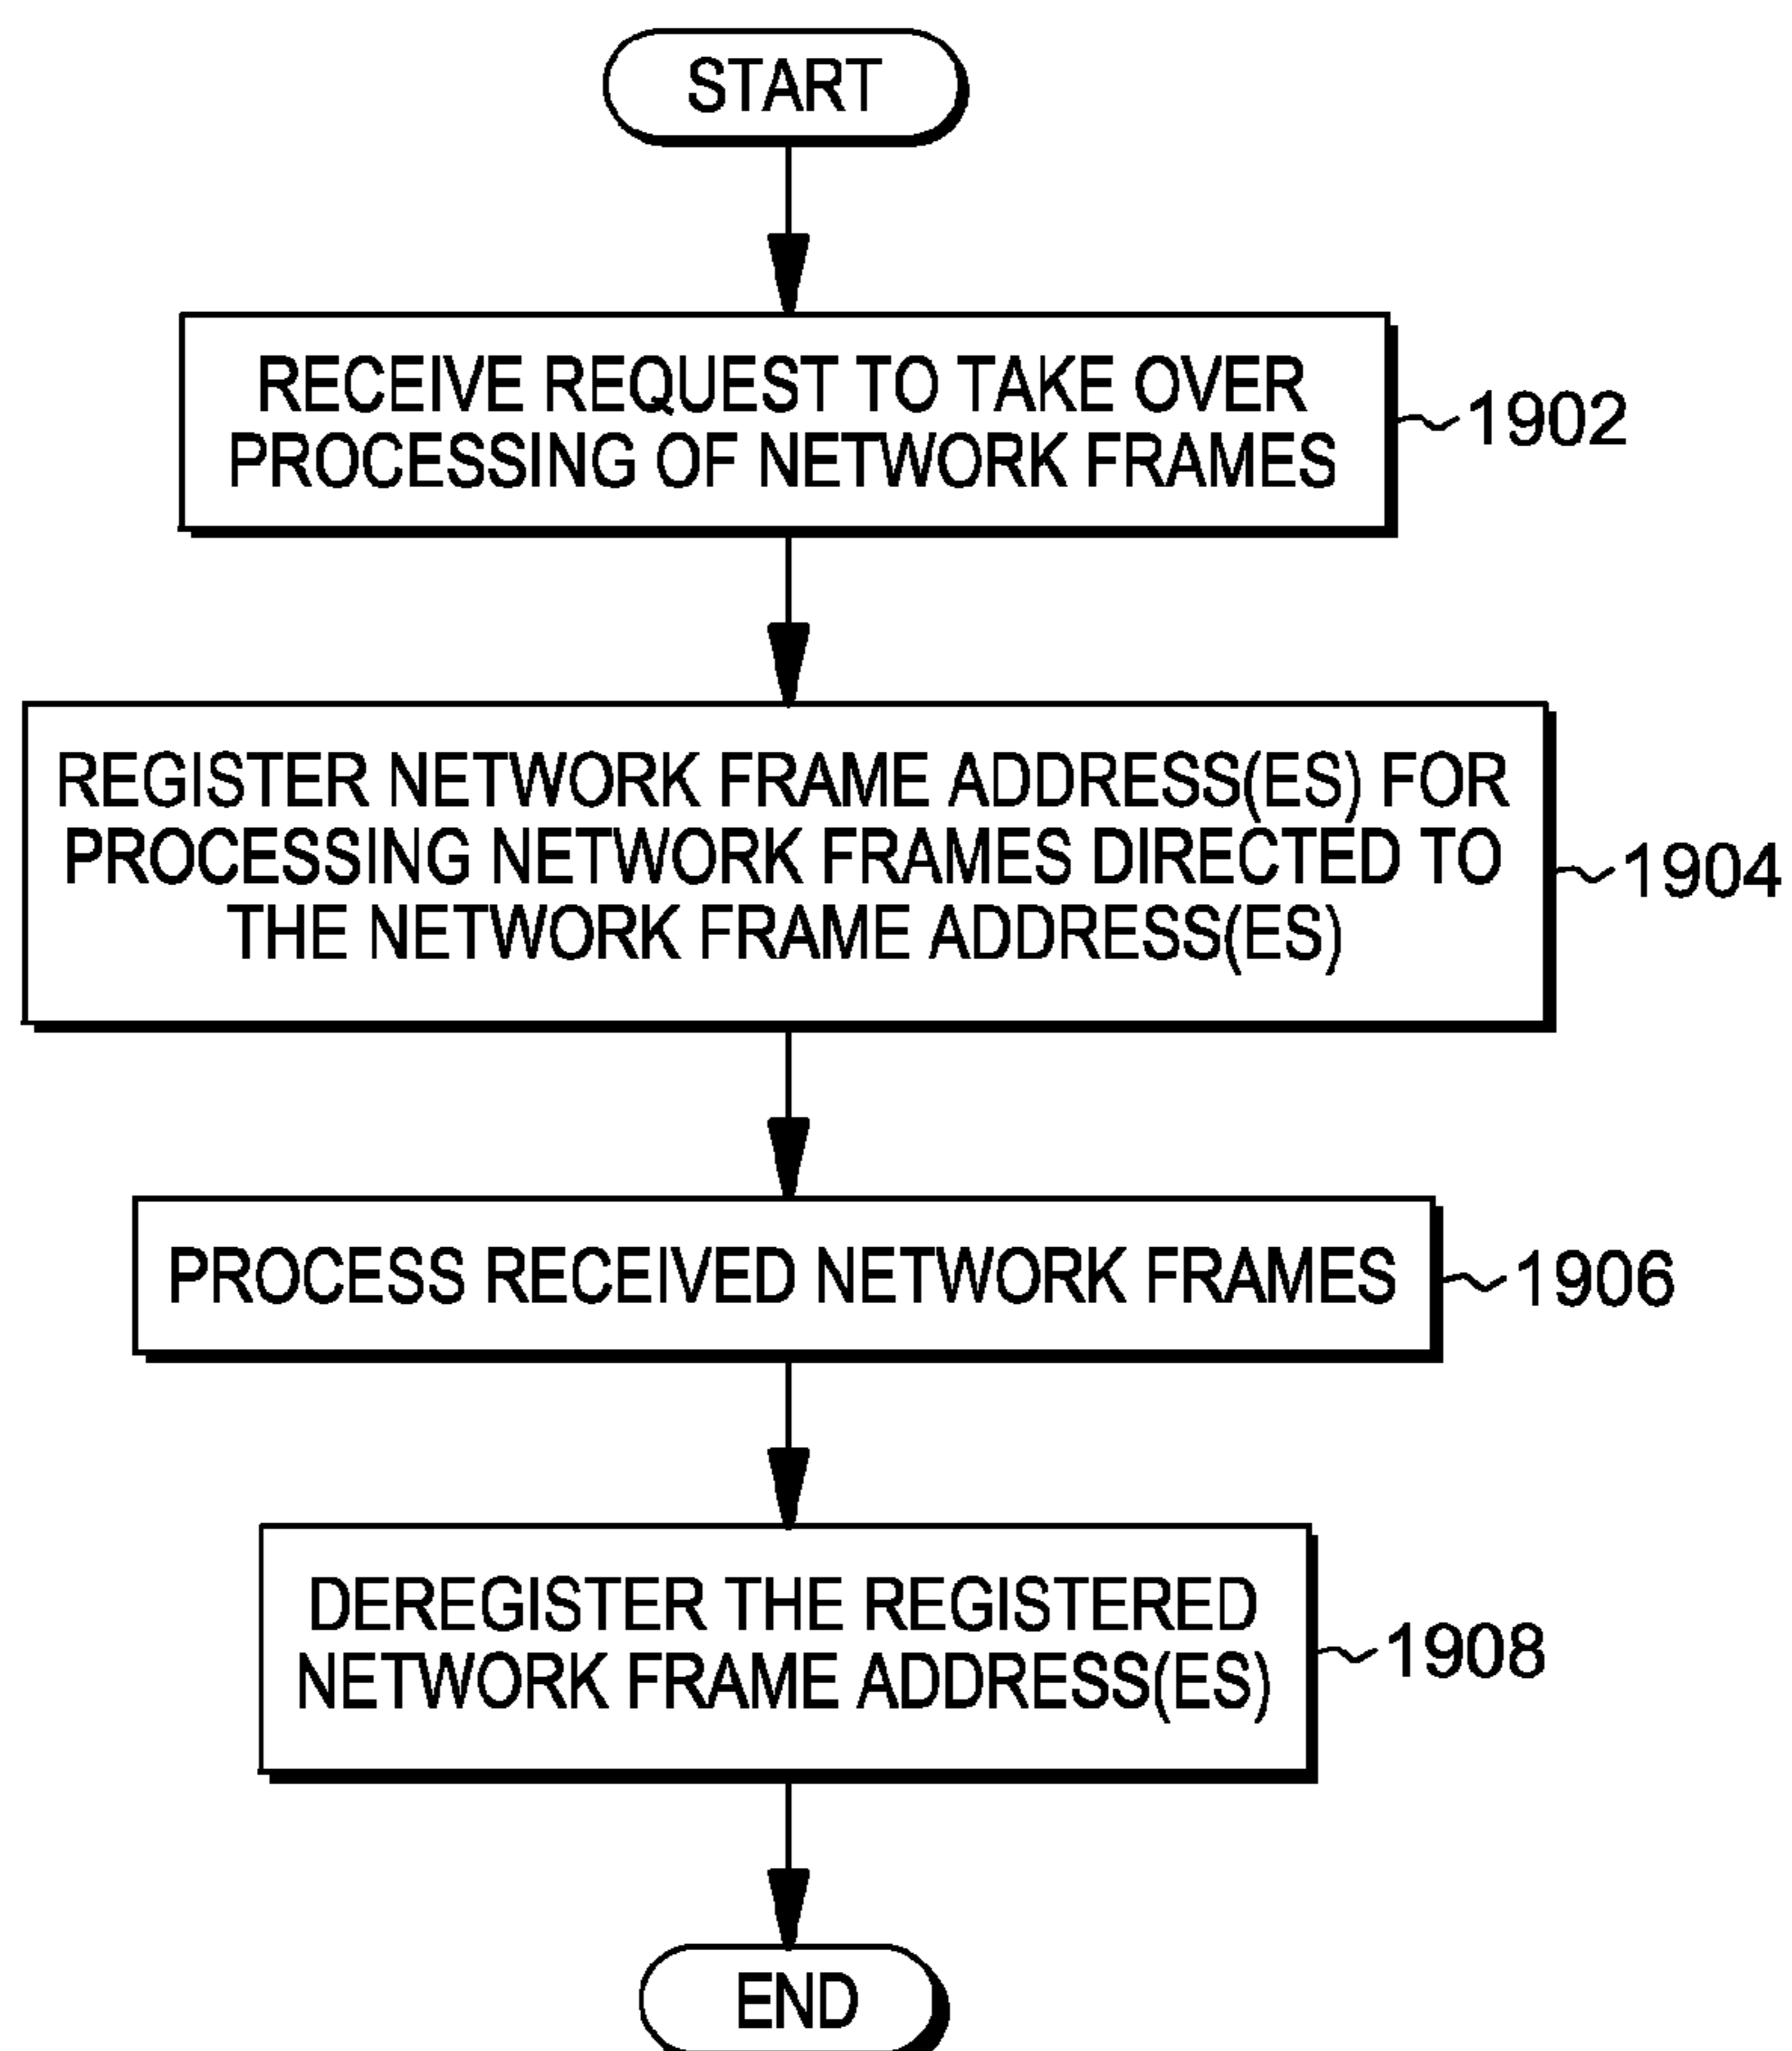 START
RECEIVE REQUEST TO TAKE OVER
PROCESSING OF NETWORK FRAMES
1902
REGISTER NETWORK FRAME ADDRESS(ES) FOR
PROCESSING NETWORK FRAMES DIRECTED TO
THE NETWORK FRAME ADDRESS(ES)
1904
PROCESS RECEIVED NETWORK FRAMES
1906
DEREGISTER THE REGISTERED
NETWORK FRAME ADDRESS(ES)
1908
END